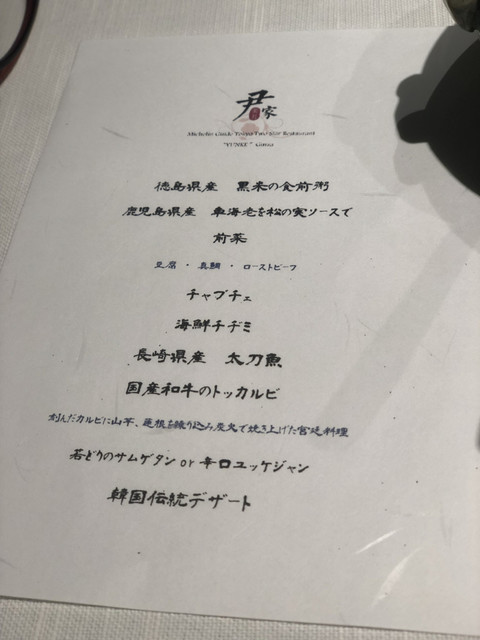 尹家
Michelin Guide Tokyo Two Star Restaurant
"YUNKE" Ginza
徳島県産 黒米の食前粥
鹿児島県産 車海老を松の実ソースで
前菜
豆腐・真鯛・ローストビーフ
チャプチェ
海鮮チヂミ
長崎県産 太刀魚
国産和牛のトッカルビ
刻んだカルビに山芋、蓮根を練り込み炭火で焼き上げた宮廷料理
若どりのサムゲタン or 辛口ユッケジャン
韓国伝統デザート